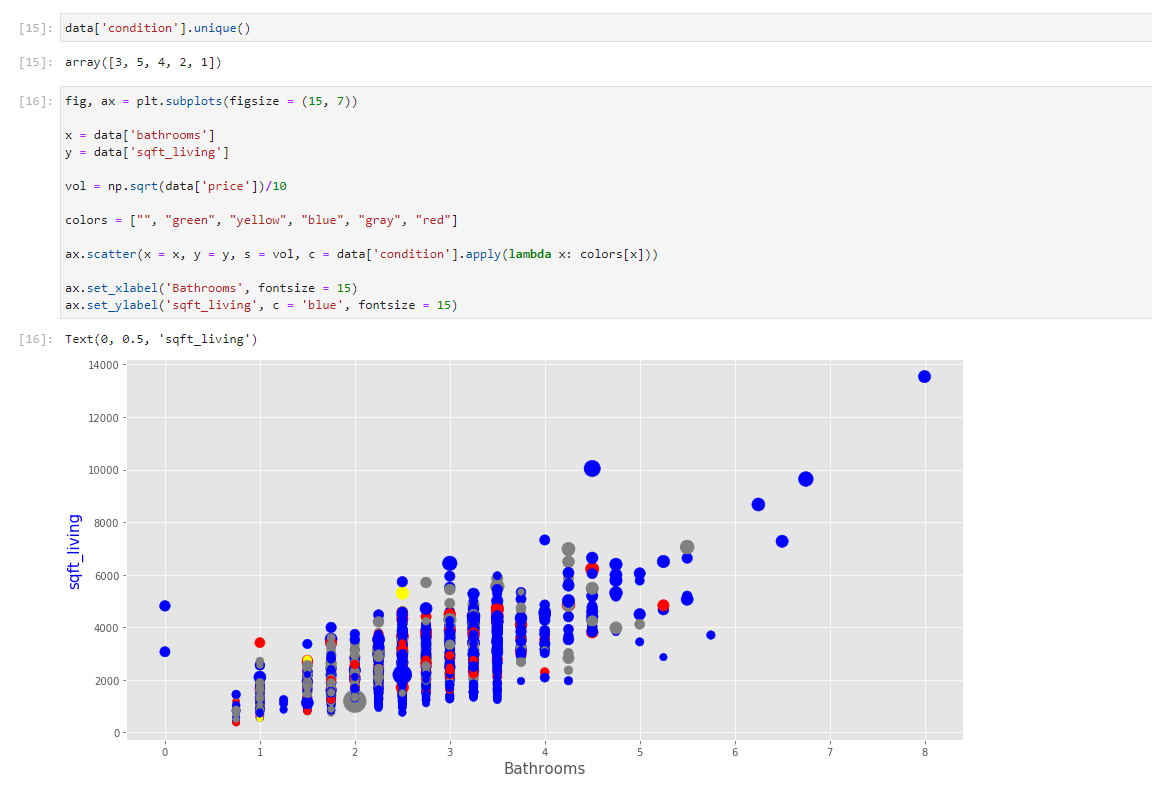 [15]: data['condition'].unique()
[15]: array([3, 5, 4, 2, 1])
[16]: fig, ax = plt.subplots(figsize = (15, 7))
x = data['bathrooms']
y = data['sqft_living']
vol = np.sqrt(data['price'])/10
colors = ["", "green", "yellow", "blue", "gray", "red"]
ax.scatter(x = x, y = y, s = vol, c = data['condition'].apply(lambda x: colors[x]))
ax.set_xlabel('Bathrooms', fontsize = 15)
ax.set_ylabel('sqft_living', c = 'blue', fontsize = 15)
[16]: Text(0, 0.5, 'sqft_living')
14000
12000
10000
8000
6000
4000
2000
0
sqft_living
0 1 2 3 4 5 6 7 8
Bathrooms